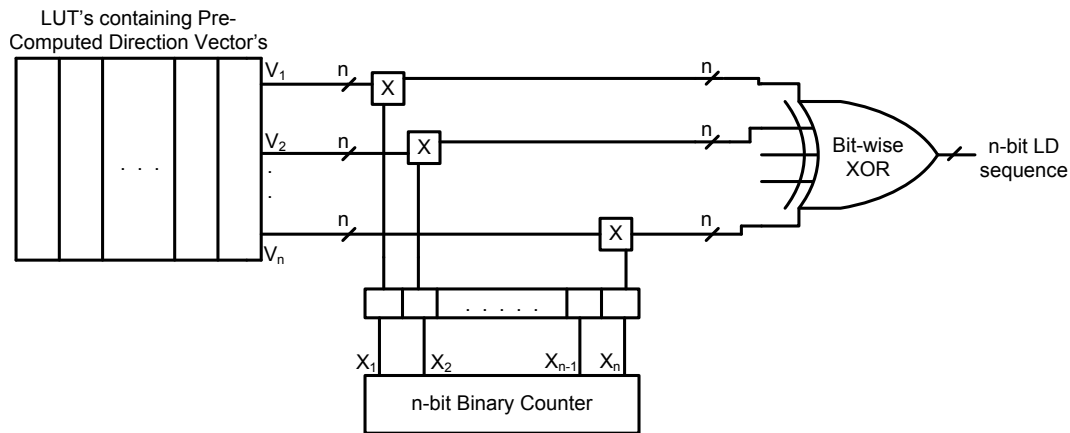 LUT's containing Pre-
Computed Direction Vector's
V1
n
X
n
V2
n
X
n
Bit-wise
XOR
n-bit LD
sequence
. . .
.
.
n
X
n
Vn
. . . . .
X1
X2
Xn-1
Xn
n-bit Binary Counter